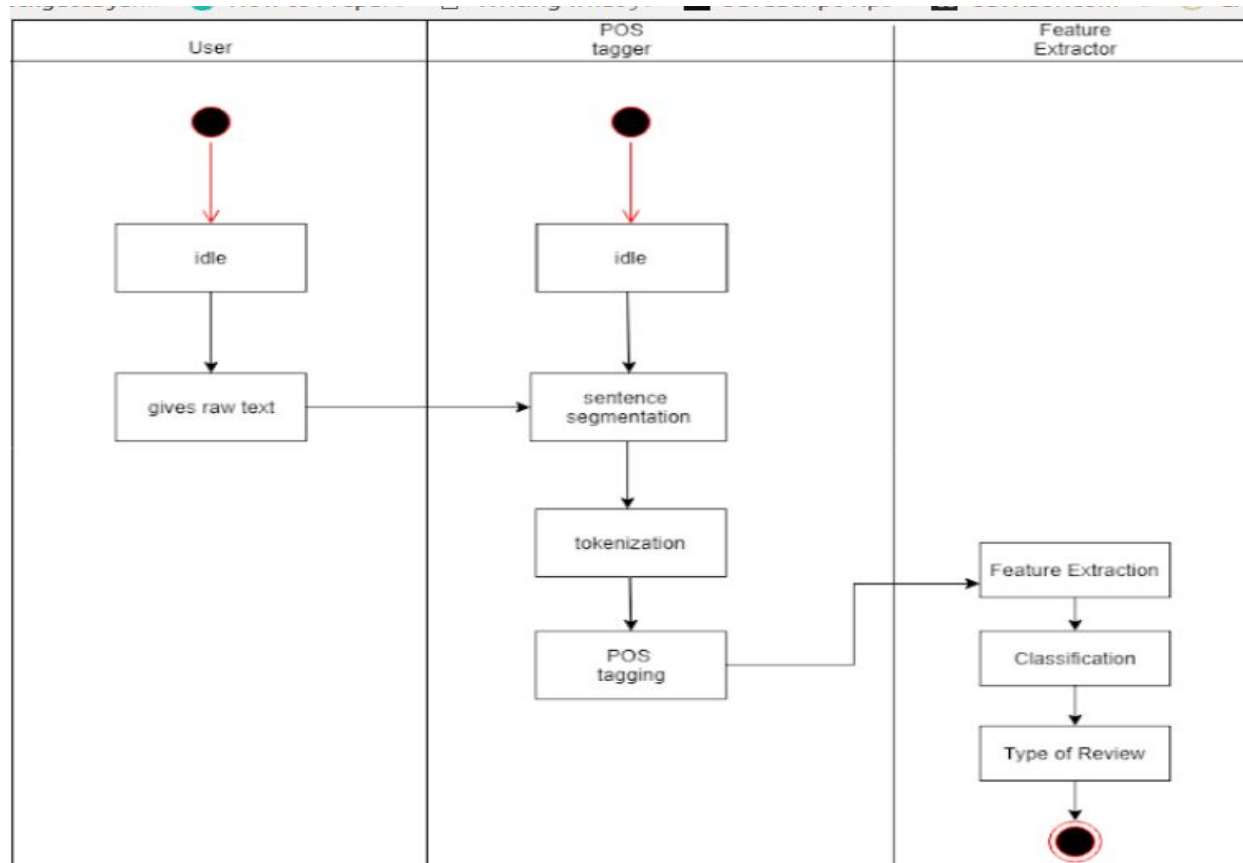 User
POS
tagger
Feature
Extractor
idle
idle
gives raw text
sentence
segmentation
tokenization
Feature Extraction
POS
tagging
Classification
Type of Review